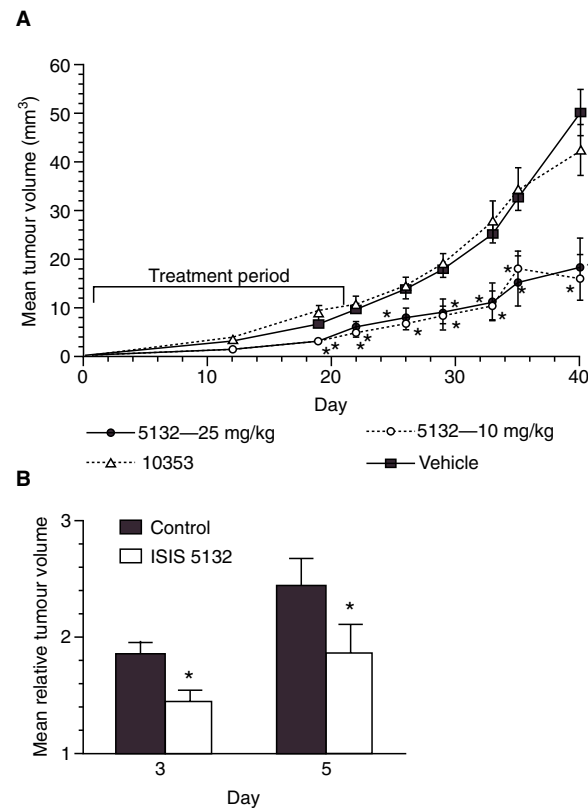 A
Mean tumour volume (mm³)
60
50
40
30
20
10
0
Treatment period
* * * * * * * * * * * * *
0 10 20 30 40
Day
5132—25 mg/kg 5132—10 mg/kg
10353 Vehicle
B
Mean relative tumour volume
3
2
1
Control
ISIS 5132
*
*
3 5
Day